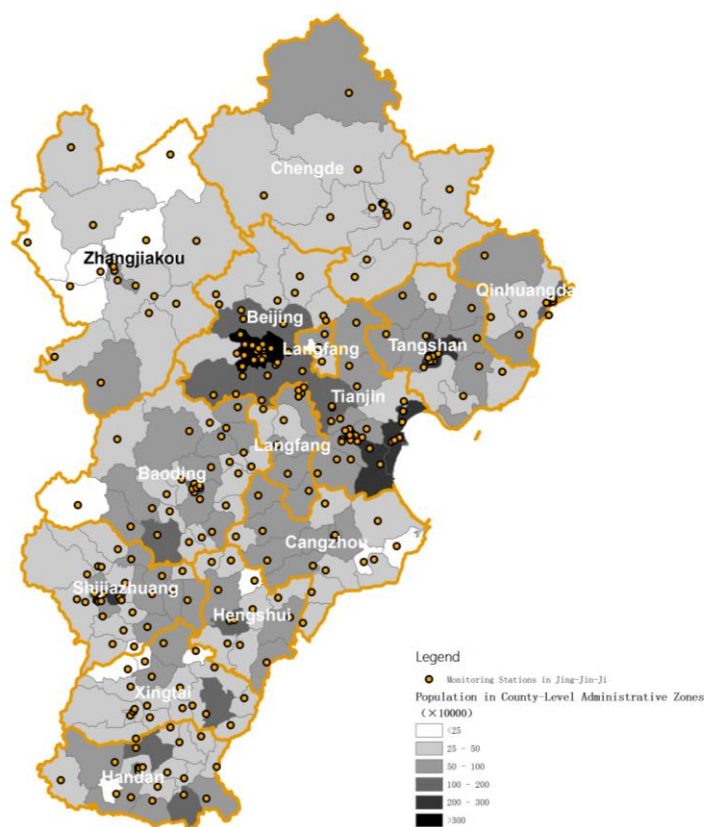 Chengde
Zhangjiakou
Qinhuangda
Beijing
Langfang
Tangshan
Tianjin
Langfang
Baoding
Cangzhou
Shijiazhuang
Hengshui
Xingtai
Handan
Legend
Monitoring Stations in Jing-Jin-Ji
Population in County-Level Administrative Zones
(×10000)
<25
25 - 50
50 - 100
100 - 200
200 - 300
>300